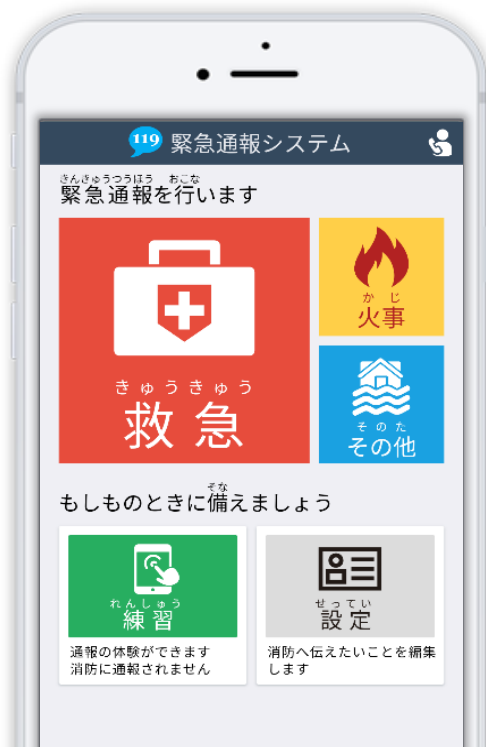 119 緊急通報システム
きんきゅうつうほう おこな
緊急通報を行います
きゅうきゅう
救急
かじ
火事
そのた
その他
そな
もしものときに備えましょう
れんしゅう
練習
通報の体験ができます
消防に通報されません
せってい
設定
消防へ伝えたいことを編集
します